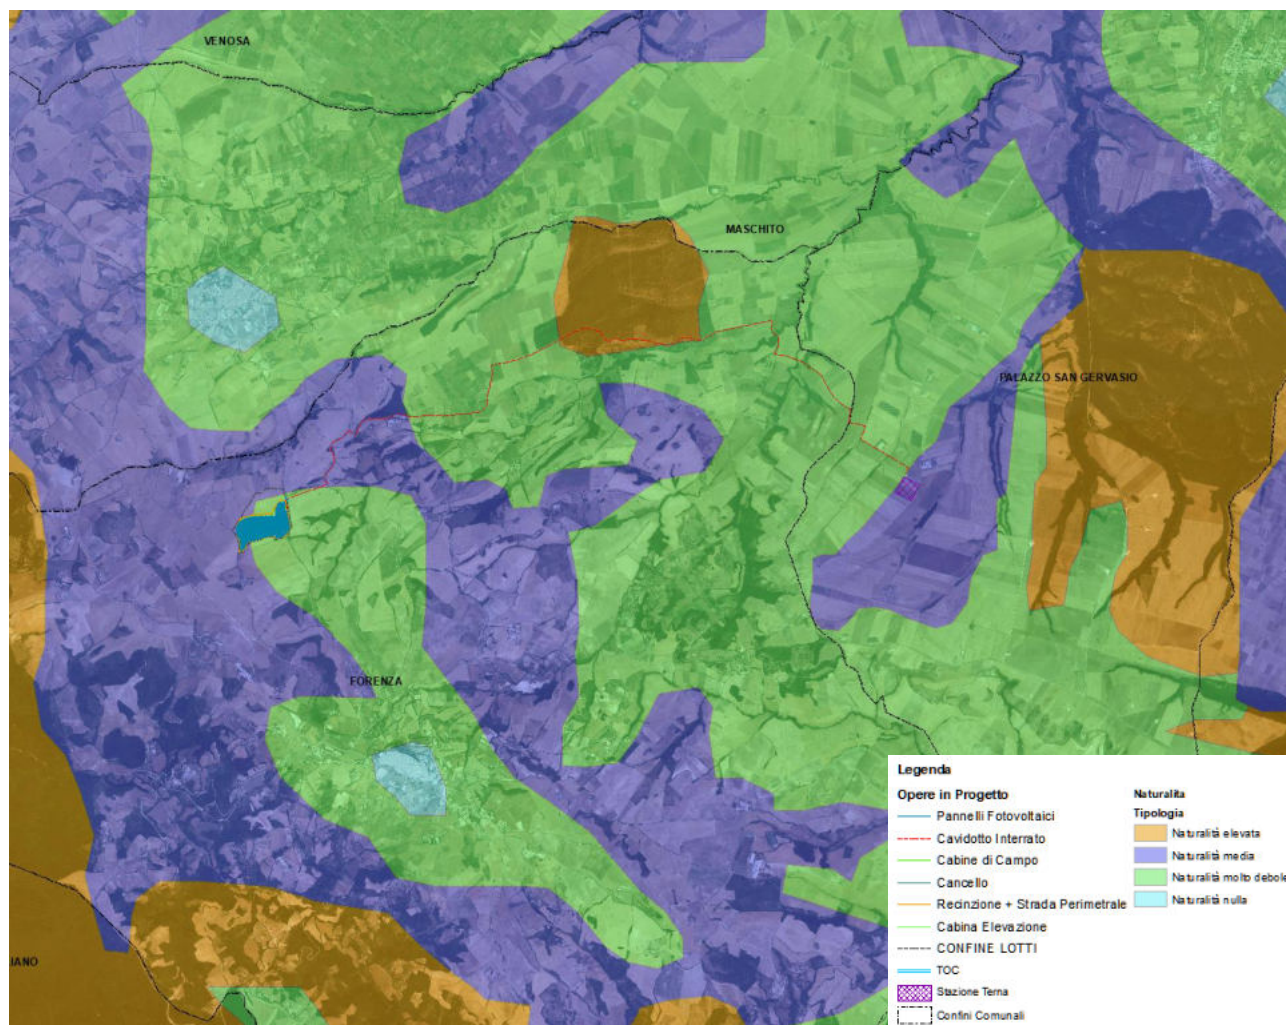 VENOSA
MASCHITO
PALAZZO SAN GERVASIO
FORENZA
IANO
Legenda
Opere in Progetto
Pannelli Fotovoltaici
Cavidotto Interrato
Cabine di Campo
Cancello
Recinzione + Strada Perimetrale
Cabina Elevazione
CONFINE LOTTI
TOC
Stazione Terna
Confini Comunali
Naturalita
Tipologia
Naturalità elevata
Naturalità media
Naturalità molto debole
Naturalità nulla